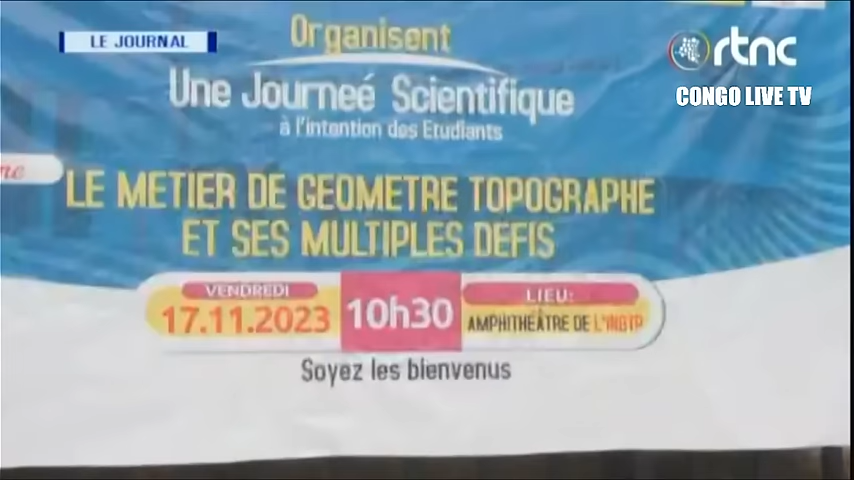 LE JOURNAL
rtnc
CONGO LIVE TV
Organisent
Une Journeé Scientifique
à l'intention des Etudiants
me
LE METIER DE GEOMETRE TOPOGRAPHE
ET SES MULTIPLES DEFIS
VENDREDI
17.11.2023
10h30
LIEU:
AMPHITHEATRE DE L'INBTP
Soyez les bienvenus